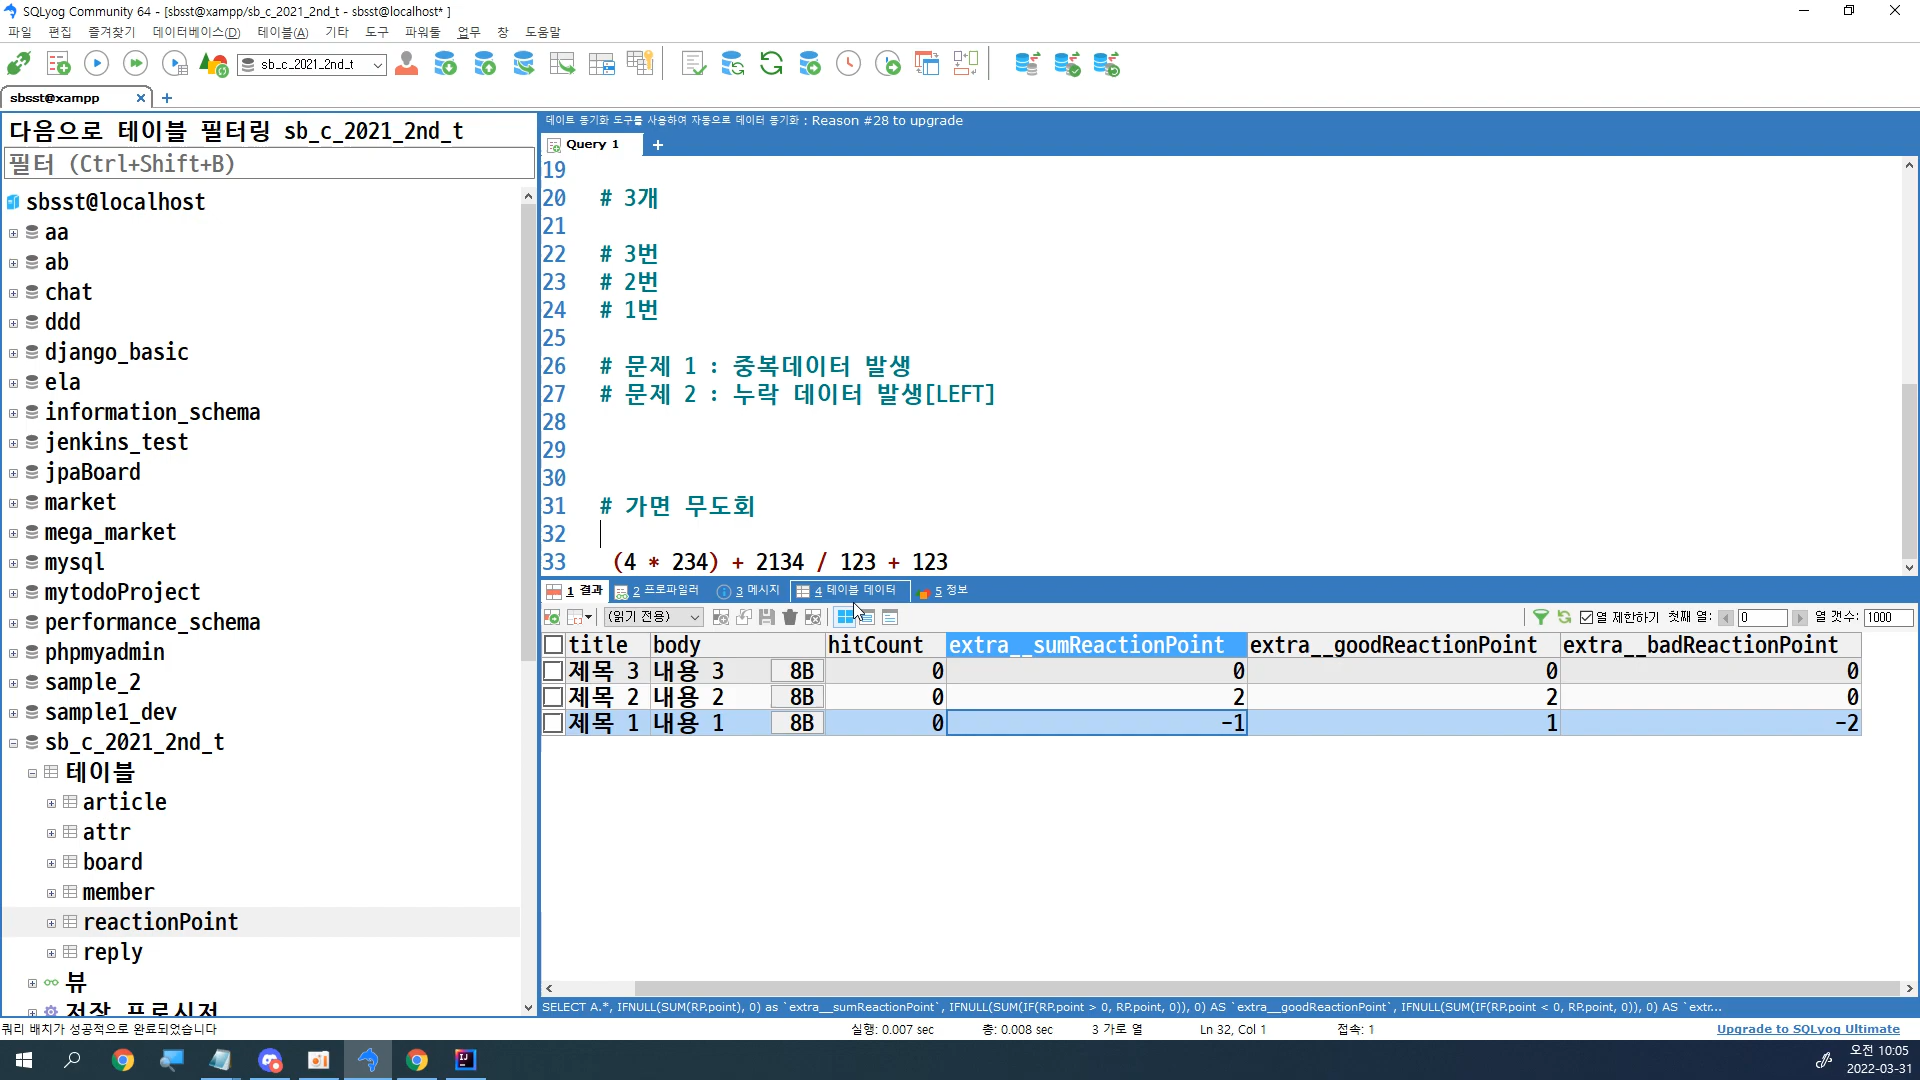 SQLyog Community 64 - [sbsst@xampp/sb_c_2021_2nd_t - sbsst@localhost* ]
파일 편집 즐겨찾기 데이터베이스(D) 테이블(A) 기타 도구 파워툴 업무 창 도움말
sb_c_2021_2nd_t
sbsst@xampp
다음으로 테이블 필터링 sb_c_2021_2nd_t
필터 (Ctrl+Shift+B)
sbsst@localhost
aa
ab
chat
ddd
django_basic
ela
information_schema
jenkins_test
jpaBoard
market
mega_market
mysql
mytodoProject
performance_schema
phpmyadmin
sample_2
sample1_dev
sb_c_2021_2nd_t
테이블
article
attr
board
member
reactionPoint
reply
뷰
저장 프로시저
데이트 동기화 도구를 사용하여 자동으로 데이터 동기화 : Reason #28 to upgrade
Query 1
19
20 # 3개
21
22 # 3번
23 # 2번
24 # 1번
25
26 # 문제 1 : 중복데이터 발생
27 # 문제 2 : 누락 데이터 발생[LEFT]
28
29
30
31 # 가면 무도회
32
33 (4 * 234) + 2134 / 123 + 123
1 결과 2 프로파일러 3 메시지 4 테이블 데이터 5 정보
(읽기 전용) 열 제한하기 첫째 열: 0 열 갯수: 1000
title body hitCount extra__sumReactionPoint extra__goodReactionPoint extra__badReactionPoint
제목 3 내용 3 8B 0 0 0 0
제목 2 내용 2 8B 0 2 2 0
제목 1 내용 1 8B 0 -1 1 -2
SELECT A.*, IFNULL(SUM(RP.point), 0) as `extra__sumReactionPoint`, IFNULL(SUM(IF(RP.point > 0, RP.point, 0)), 0) AS `extra__goodReactionPoint`, IFNULL(SUM(IF(RP.point < 0, RP.point, 0)), 0) AS `extr...
쿼리 배치가 성공적으로 완료되었습니다 실행: 0.007 sec 총: 0.008 sec 3 가로 열 Ln 32, Col 1 접속: 1 Upgrade to SQLyog Ultimate
오전 10:05
2022-03-31